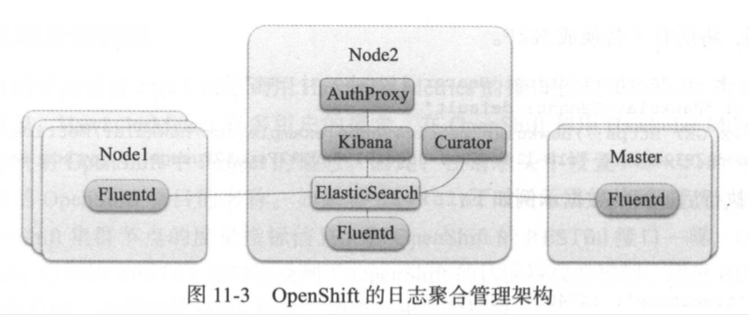 Node2
AuthProxy
Kibana
Curator
ElasticSearch
Fluentd
Node1
Fluentd
Master
Fluentd
图 11-3 OpenShift 的日志聚合管理架构